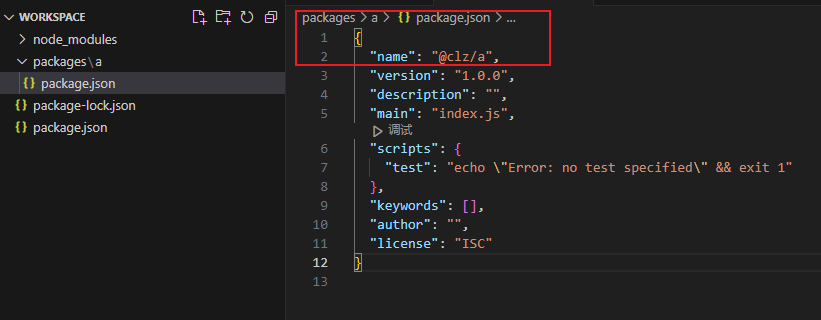 WORKSPACE
node_modules
packages\a
{} package.json
{} package-lock.json
{} package.json
packages > a > {} package.json > ...
1 {
2 "name": "@clz/a",
3 "version": "1.0.0",
4 "description": "",
5 "main": "index.js",
调试
6 "scripts": {
7 "test": "echo \"Error: no test specified\" && exit 1"
8 },
9 "keywords": [],
10 "author": "",
11 "license": "ISC"
12 }
13